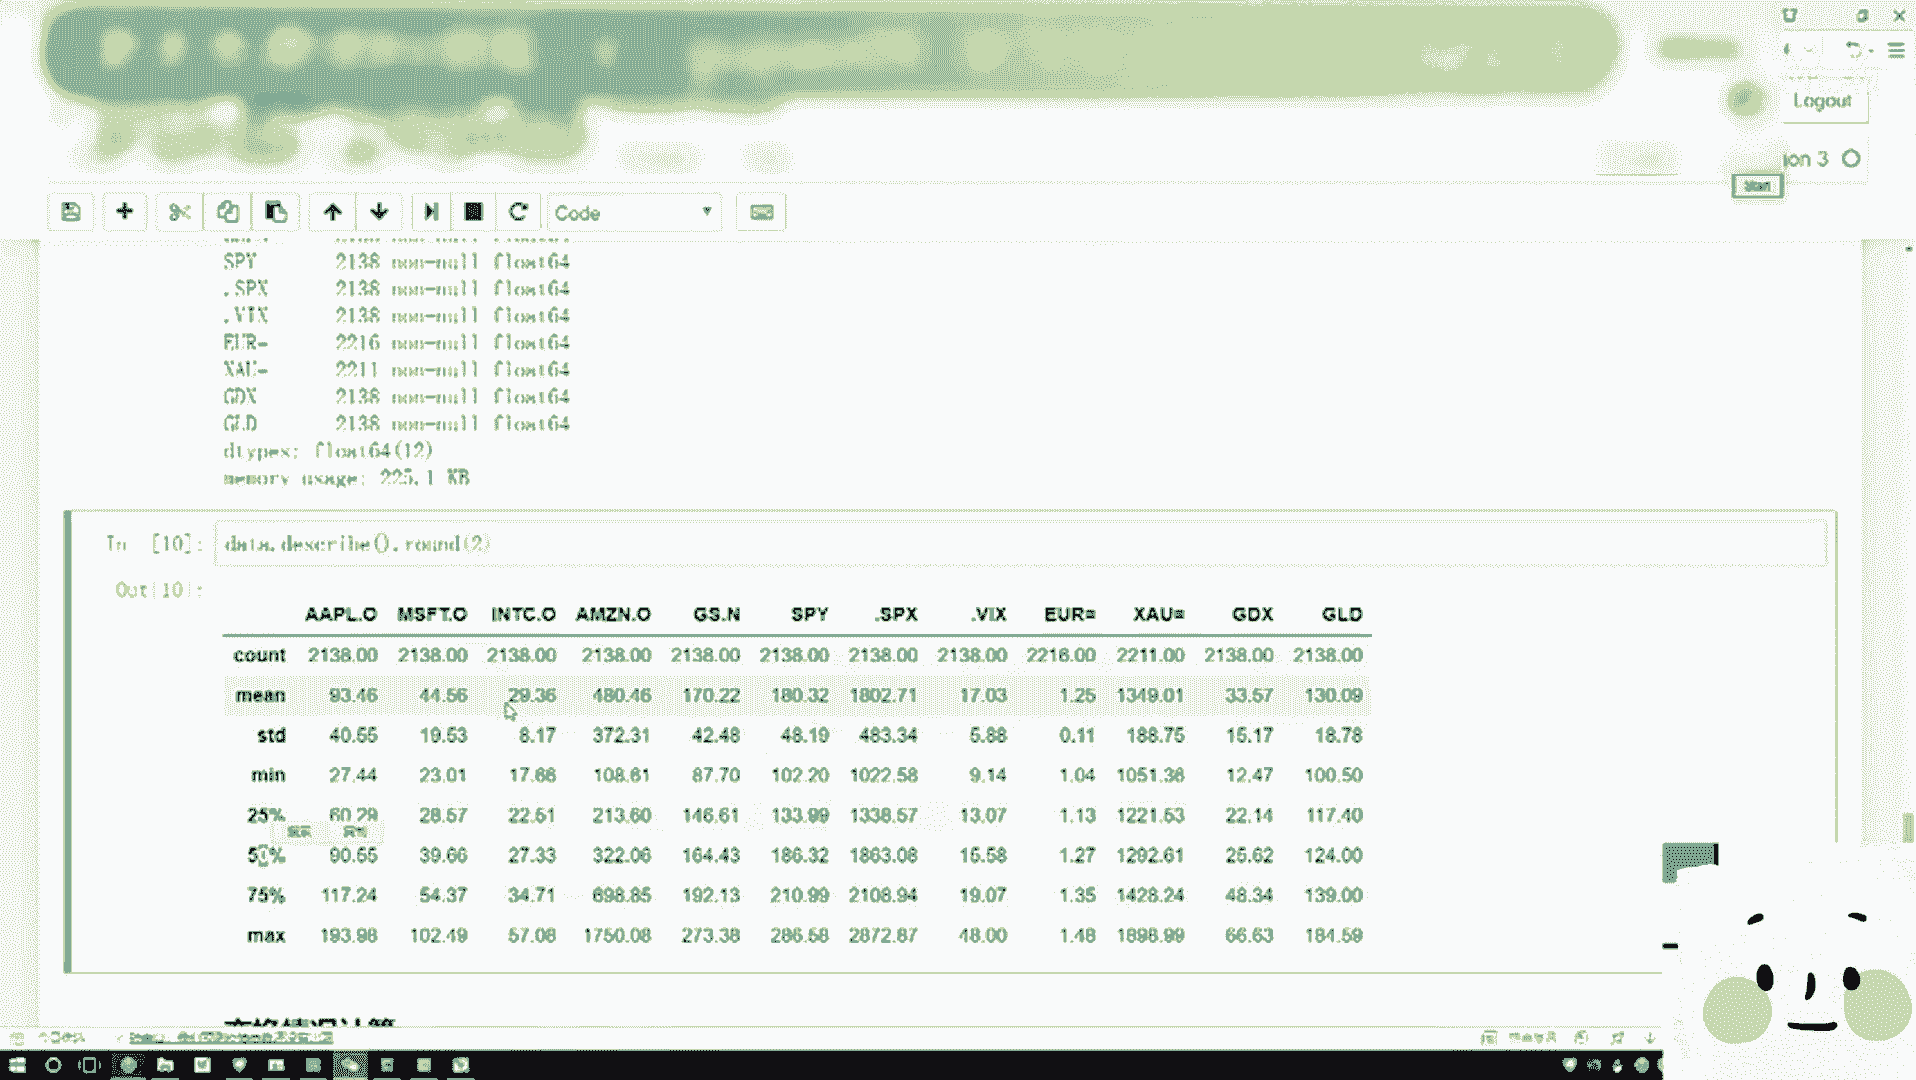 Logout
ion 3
Code
SPY 2138 non-null float64
.SPX 2138 non-null float64
.VIX 2138 non-null float64
EUR= 2216 non-null float64
XAU= 2211 non-null float64
GDX 2138 non-null float64
GLD 2138 non-null float64
dtypes: float64(12)
memory usage: 225.1 KB
In [10]: data.describe().round(2)
Out[10]:
AAPL.O MSFT.O INTC.O AMZN.O GS.N SPY .SPX .VIX EUR= XAU= GDX GLD
count 2138.00 2138.00 2138.00 2138.00 2138.00 2138.00 2138.00 2138.00 2216.00 2211.00 2138.00 2138.00
mean 93.46 44.56 29.36 480.46 170.22 180.32 1802.71 17.03 1.25 1349.01 33.57 130.09
std 40.55 19.53 8.17 372.31 42.48 48.19 483.34 5.88 0.11 188.75 15.17 18.78
min 27.44 23.01 17.66 108.61 87.70 102.20 1022.58 9.14 1.04 1051.36 12.47 100.50
25% 60.29 28.57 22.51 213.60 146.61 133.99 1338.57 13.07 1.13 1221.53 22.14 117.40
50% 90.55 39.66 27.33 322.06 164.43 186.32 1863.08 15.58 1.27 1292.61 25.62 124.00
75% 117.24 54.37 34.71 698.85 192.13 210.99 2108.94 19.07 1.35 1428.24 48.34 139.00
max 193.98 102.49 57.08 1750.08 273.38 286.58 2872.87 48.00 1.48 1898.99 66.63 184.59